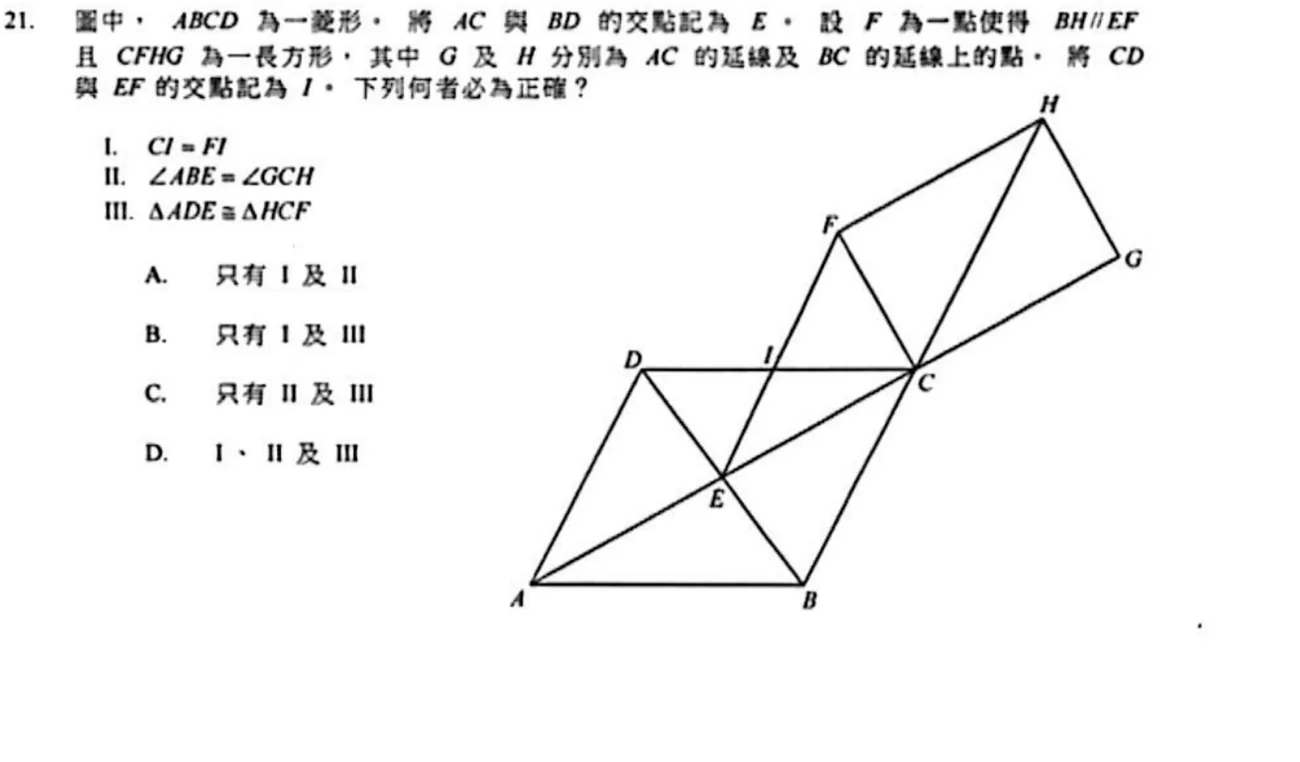 21. 圖中，ABCD 為一菱形。將 AC 與 BD 的交點記為 E。設 F 為一點使得 BH//EF
且 CFHG 為一長方形，其中 G 及 H 分別為 AC 的延線及 BC 的延線上的點。將 CD
與 EF 的交點記為 I。下列何者必為正確？
I. CI = FI
II. ∠ABE = ∠GCH
III. ΔADE ≅ ΔHCF
A. 只有 I 及 II
B. 只有 I 及 III
C. 只有 II 及 III
D. I、II 及 III
H
F
G
D
I
C
E
A
B